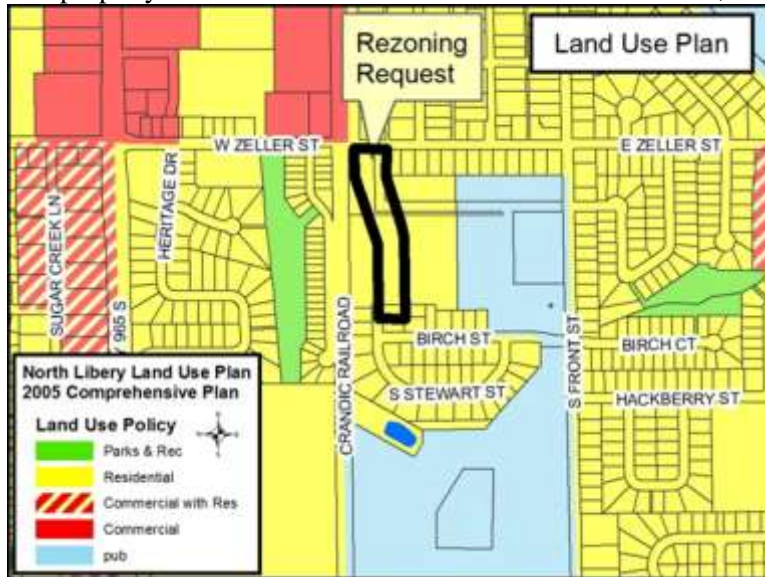 Rezoning
Request
Land Use Plan
W ZELLER ST
E ZELLER ST
SUGAR CREEK LN
HERITAGE DR
965 S
CRANDIC RAILROAD
S FRONT ST
BIRCH ST
BIRCH CT
S STEWART ST
HACKBERRY ST
North Libery Land Use Plan
2005 Comprehensive Plan
Land Use Policy
Parks & Rec
Residential
Commercial with Res
Commercial
pub